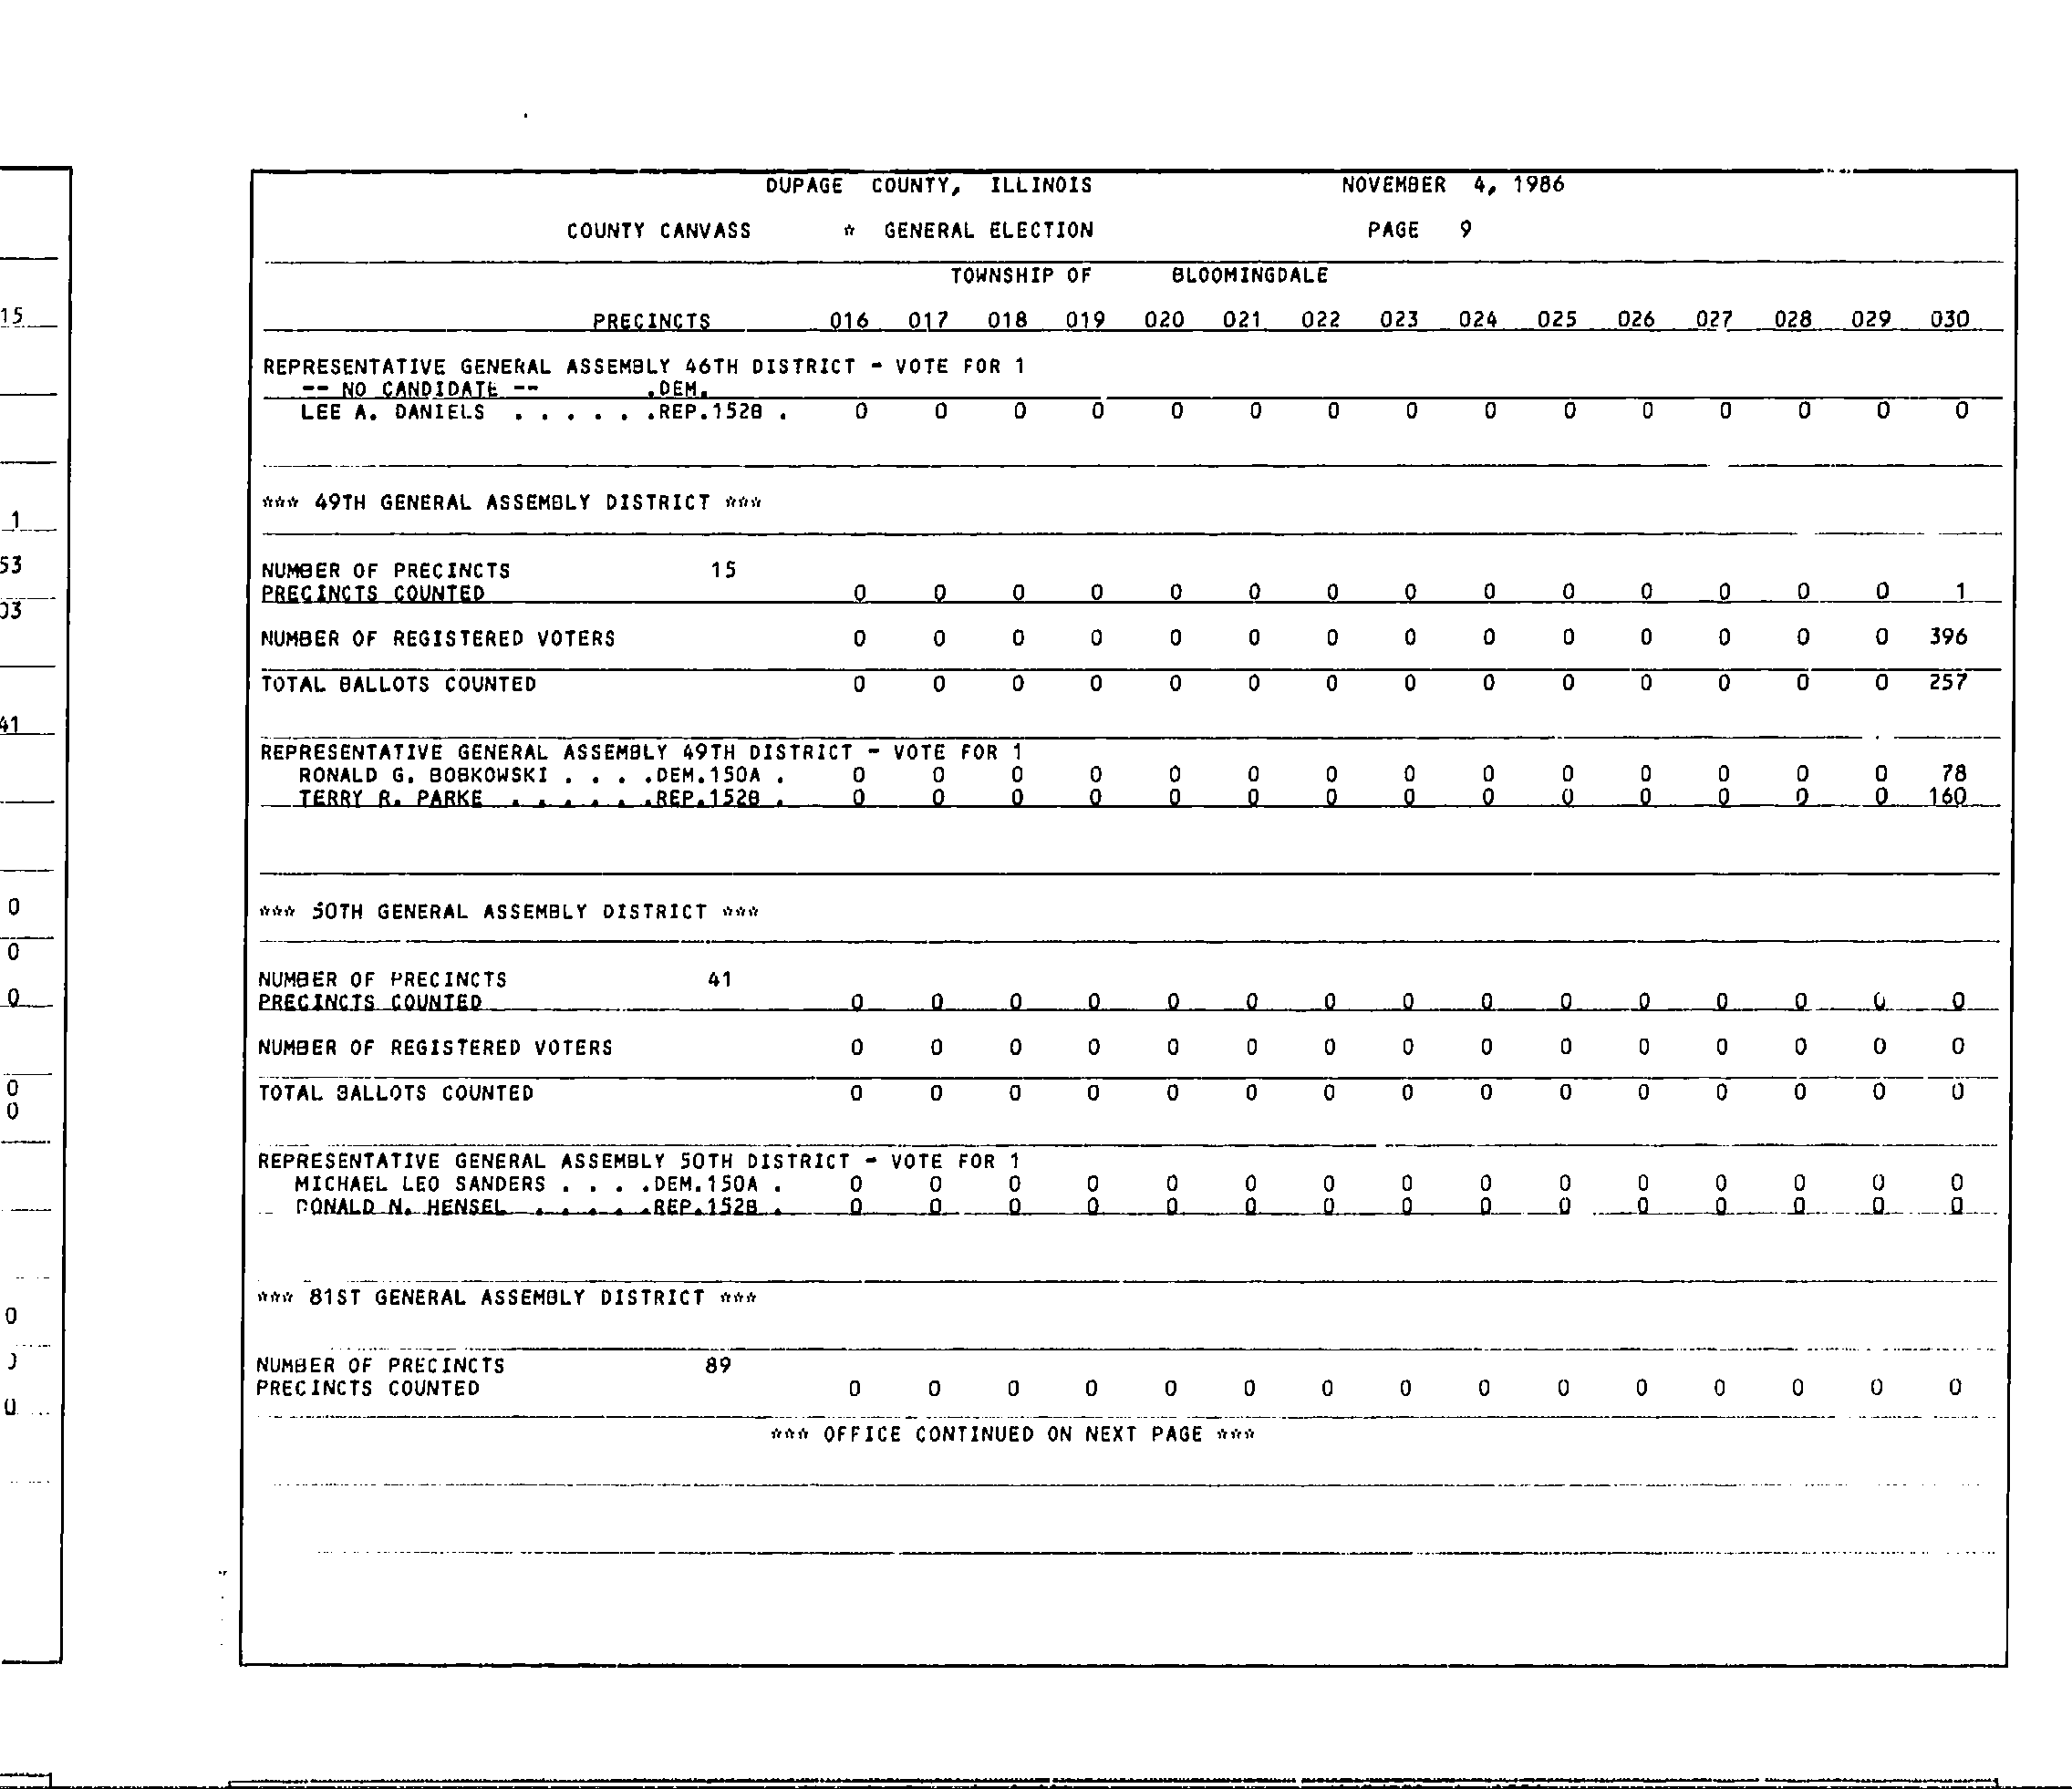 15
1
53
03
41
0
0
0
0
0
0
0
DUPAGE COUNTY, ILLINOIS NOVEMBER 4, 1986
COUNTY CANVASS * GENERAL ELECTION PAGE 9
TOWNSHIP OF BLOOMINGDALE
PRECINCTS 016 017 018 019 020 021 022 023 024 025 026 027 028 029 030
REPRESENTATIVE GENERAL ASSEMBLY 46TH DISTRICT - VOTE FOR 1
-- NO CANDIDATE -- .DEM.
LEE A. DANIELS . . . . . .REP.152B . 0 0 0 0 0 0 0 0 0 0 0 0 0 0 0
*** 49TH GENERAL ASSEMBLY DISTRICT ***
NUMBER OF PRECINCTS 15
PRECINCTS COUNTED 0 0 0 0 0 0 0 0 0 0 0 0 0 0 1
NUMBER OF REGISTERED VOTERS 0 0 0 0 0 0 0 0 0 0 0 0 0 0 396
TOTAL BALLOTS COUNTED 0 0 0 0 0 0 0 0 0 0 0 0 0 0 257
REPRESENTATIVE GENERAL ASSEMBLY 49TH DISTRICT - VOTE FOR 1
RONALD G. BOBKOWSKI . . . .DEM.150A . 0 0 0 0 0 0 0 0 0 0 0 0 0 0 78
TERRY R. PARKE . . . . . .REP.152B . 0 0 0 0 0 0 0 0 0 0 0 0 0 0 160
*** 50TH GENERAL ASSEMBLY DISTRICT ***
NUMBER OF PRECINCTS 41
PRECINCTS COUNTED 0 0 0 0 0 0 0 0 0 0 0 0 0 0 0
NUMBER OF REGISTERED VOTERS 0 0 0 0 0 0 0 0 0 0 0 0 0 0 0
TOTAL BALLOTS COUNTED 0 0 0 0 0 0 0 0 0 0 0 0 0 0 0
REPRESENTATIVE GENERAL ASSEMBLY 50TH DISTRICT - VOTE FOR 1
MICHAEL LEO SANDERS . . . .DEM.150A . 0 0 0 0 0 0 0 0 0 0 0 0 0 0 0
DONALD N. HENSEL . . . . . .REP.152B . 0 0 0 0 0 0 0 0 0 0 0 0 0 0 0
*** 81ST GENERAL ASSEMBLY DISTRICT ***
NUMBER OF PRECINCTS 89
PRECINCTS COUNTED 0 0 0 0 0 0 0 0 0 0 0 0 0 0 0
*** OFFICE CONTINUED ON NEXT PAGE ***